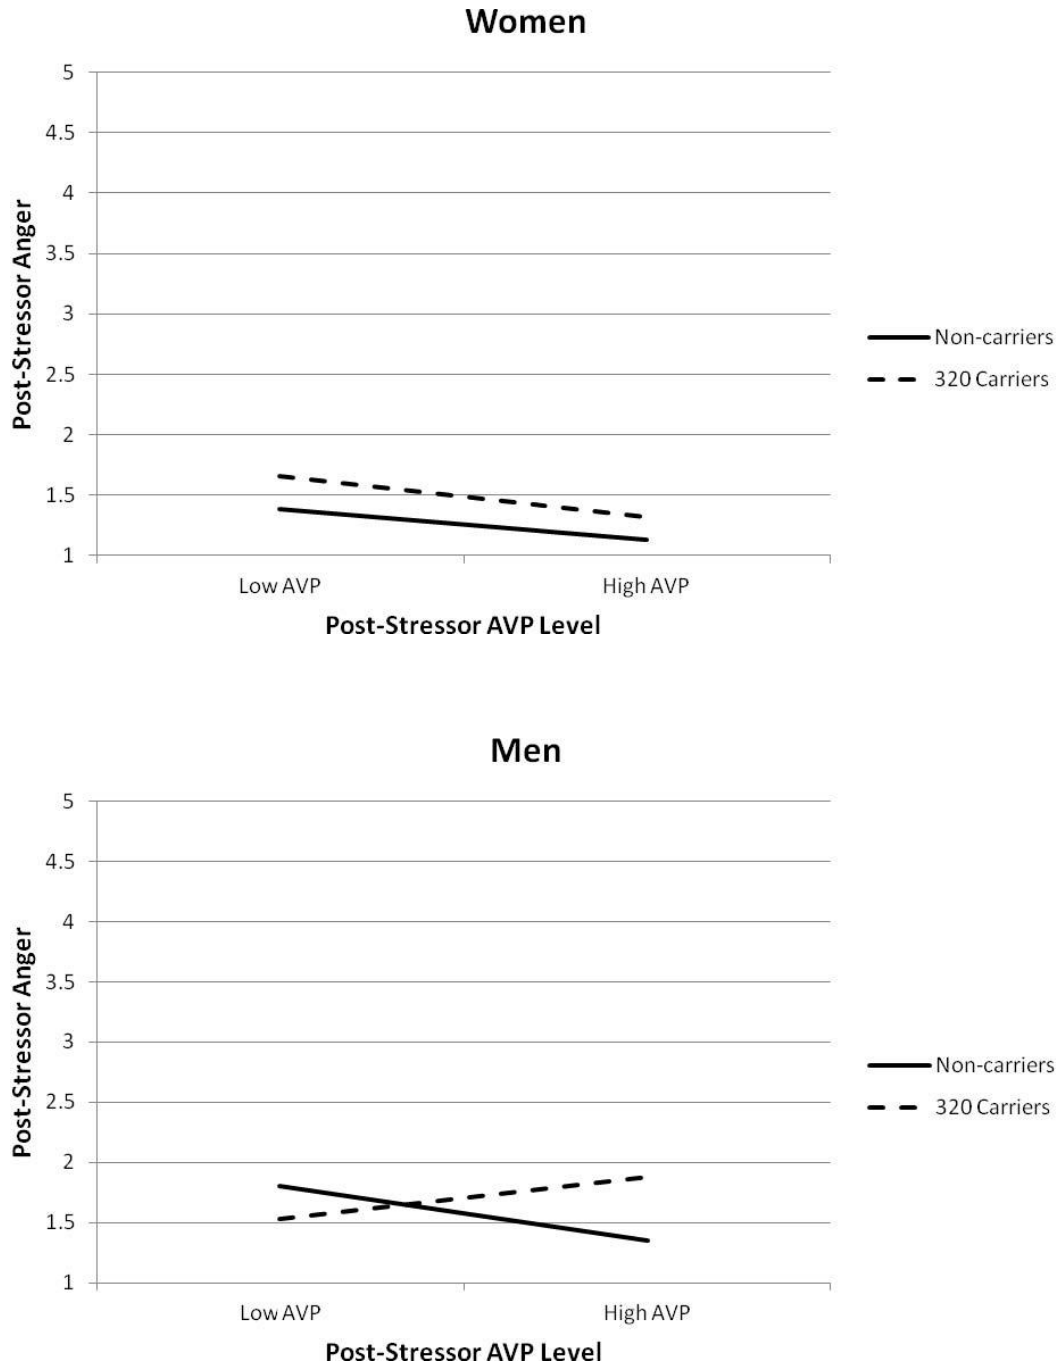 Women
5
4.5
4
3.5
3
2.5
2
1.5
1
Post-Stressor Anger
Low AVP
High AVP
Post-Stressor AVP Level
Non-carriers
320 Carriers
Men
5
4.5
4
3.5
3
2.5
2
1.5
1
Post-Stressor Anger
Low AVP
High AVP
Post-Stressor AVP Level
Non-carriers
320 Carriers